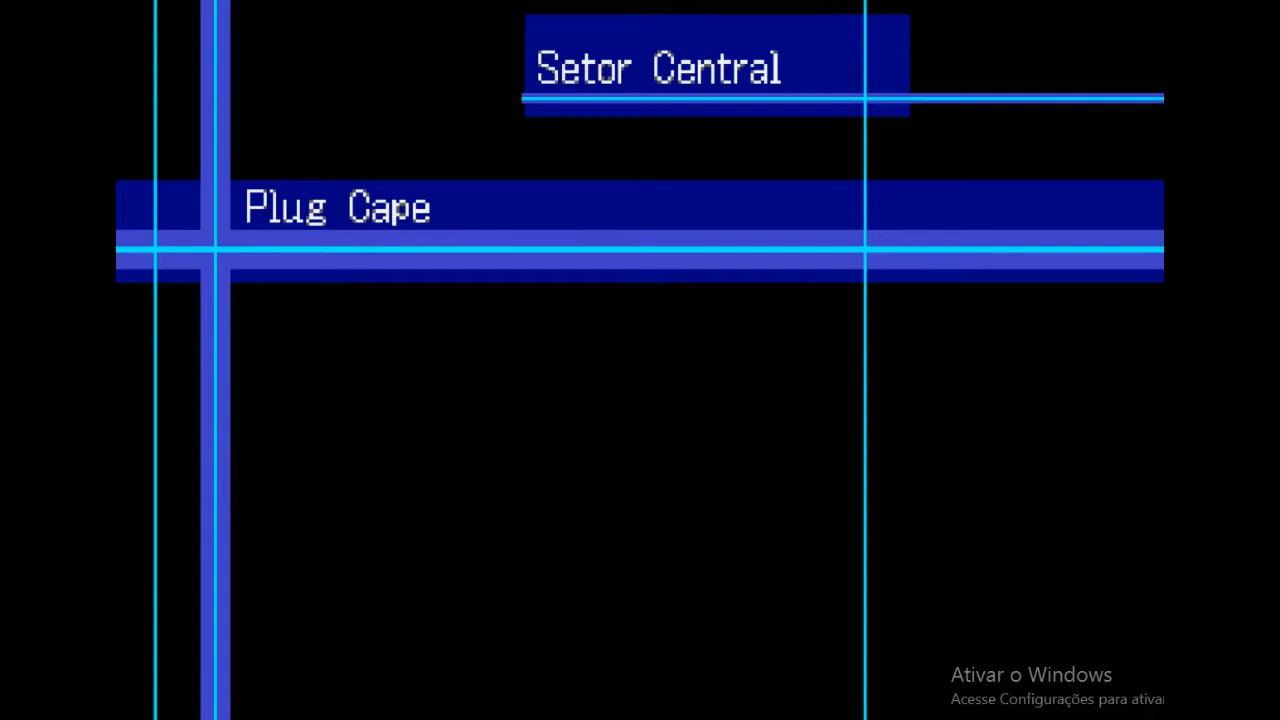 Setor Central
Plug Cape
Ativar o Windows
Acesse Configurações para ativar